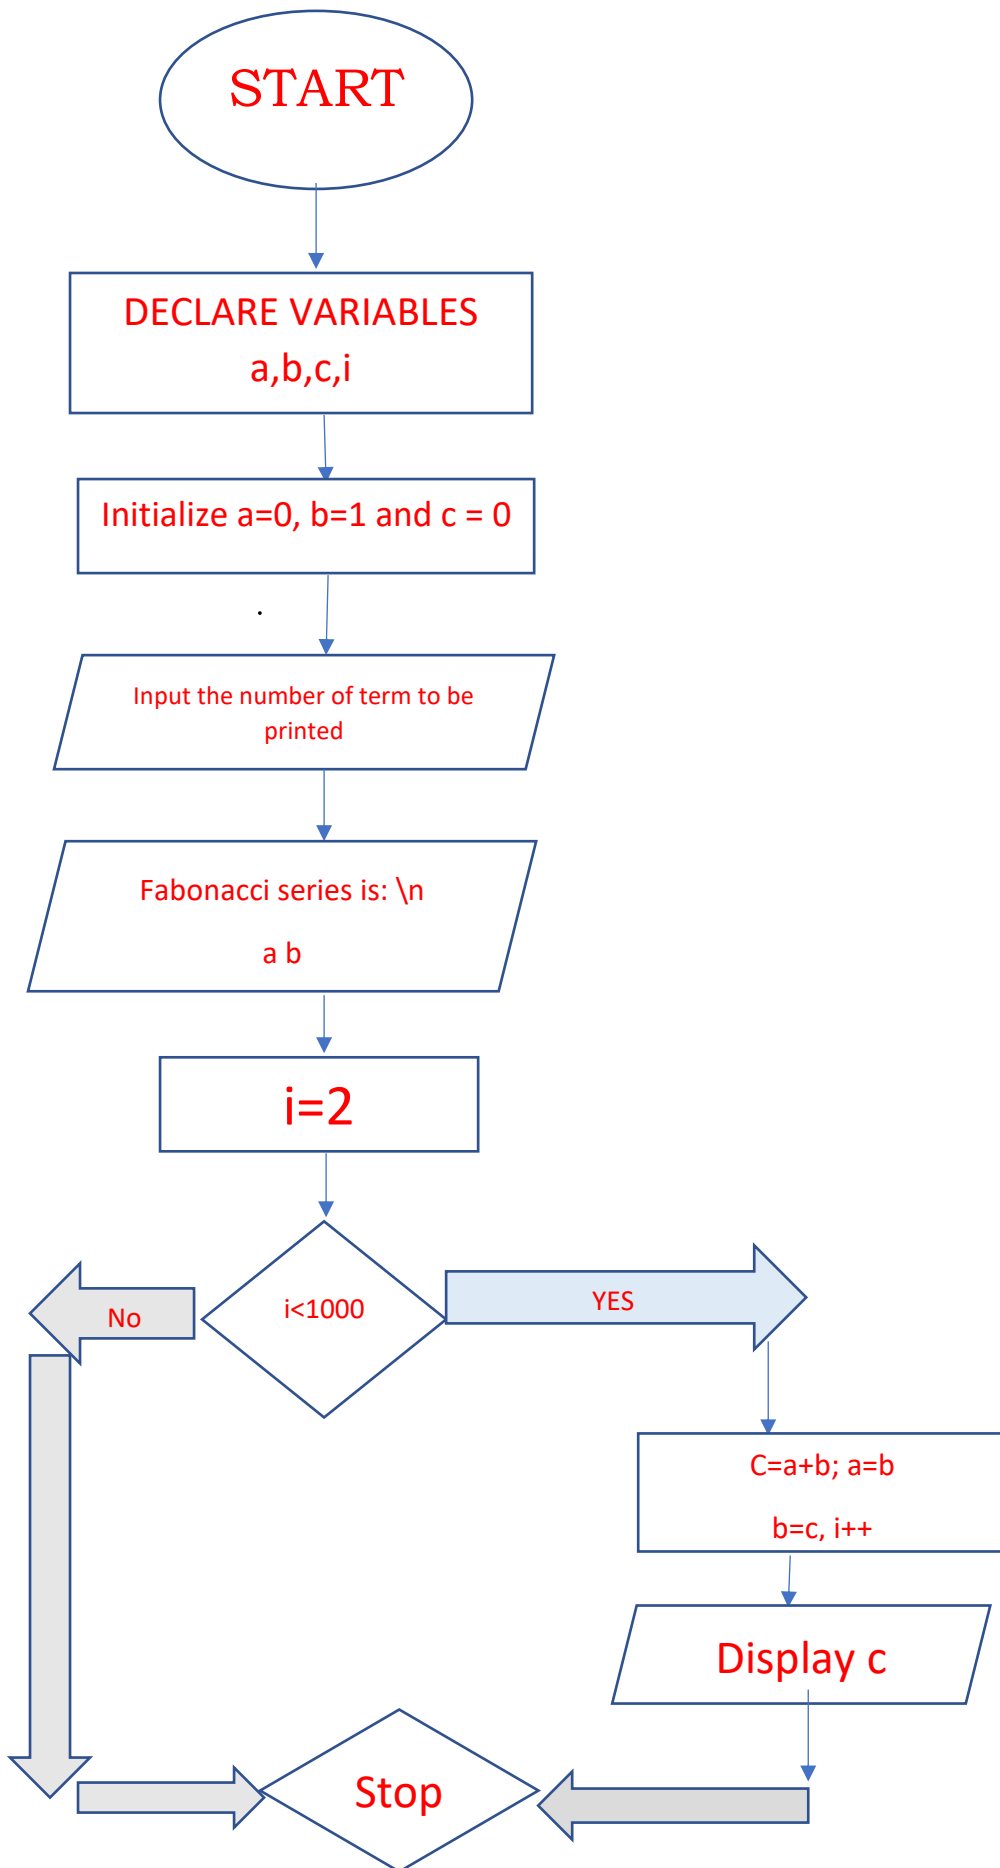 START
DECLARE VARIABLES
a,b,c,i
Initialize a=0, b=1 and c = 0
.
Input the number of term to be
printed
Fabonacci series is: \n
a b
i=2
i<1000
No
YES
C=a+b; a=b
b=c, i++
Display c
Stop